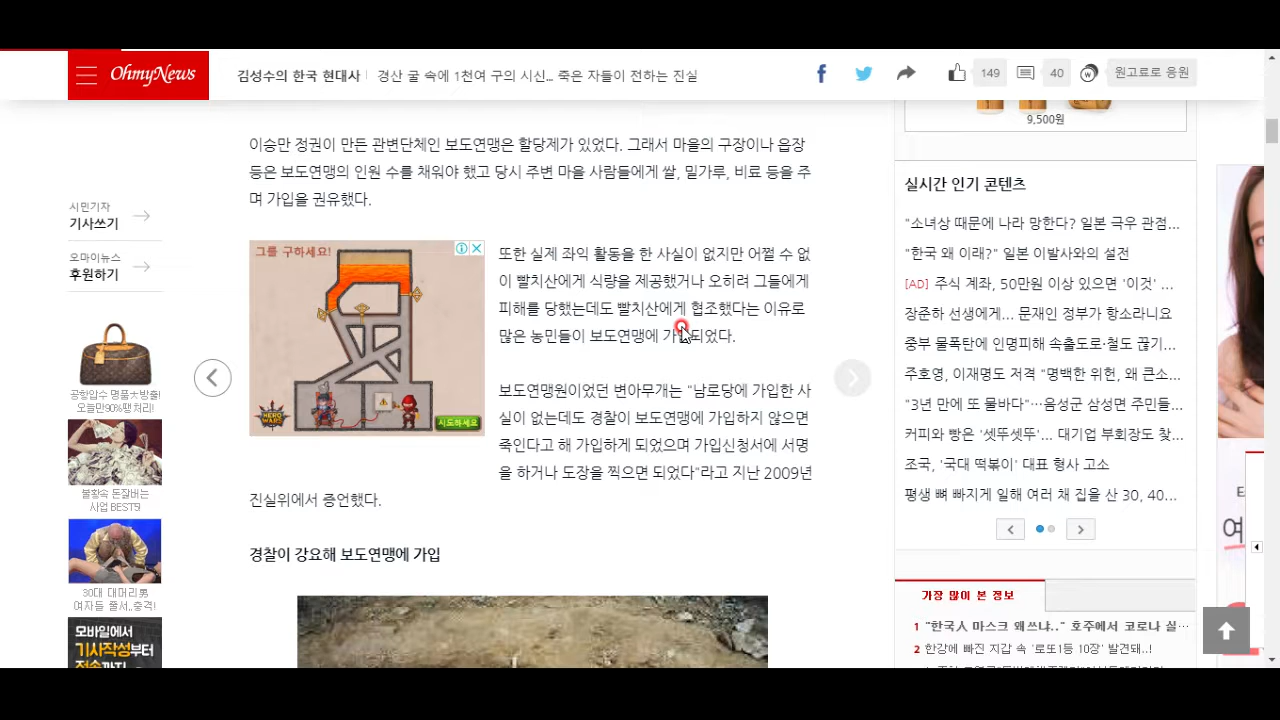 OhmyNews
김성수의 한국 현대사
경산 굴 속에 1천여 구의 시신... 죽은 자들이 전하는 진실
149
40
원고료로 응원
시민기자
기사쓰기
오마이뉴스
후원하기
공항압수 명품大방출!
오늘만90%땡처리!
불황속 돈잘버는
사업 BEST9!
30대 대머리男
여자들 줄서..충격!
모바일에서
기사작성부터
이승만 정권이 만든 관변단체인 보도연맹은 할당제가 있었다. 그래서 마을의 구장이나 읍장
등은 보도연맹의 인원 수를 채워야 했고 당시 주변 마을 사람들에게 쌀, 밀가루, 비료 등을 주
며 가입을 권유했다.
그를 구하세요!
HERO WARS
시도하세요
또한 실제 좌익 활동을 한 사실이 없지만 어쩔 수 없
이 빨치산에게 식량을 제공했거나 오히려 그들에게
피해를 당했는데도 빨치산에게 협조했다는 이유로
많은 농민들이 보도연맹에 가입되었다.
보도연맹원이었던 변아무개는 "남로당에 가입한 사
실이 없는데도 경찰이 보도연맹에 가입하지 않으면
죽인다고 해 가입하게 되었으며 가입신청서에 서명
을 하거나 도장을 찍으면 되었다"라고 지난 2009년
진실위에서 증언했다.
경찰이 강요해 보도연맹에 가입
9,500원
실시간 인기 콘텐츠
"소녀상 때문에 나라 망한다? 일본 극우 관점...
"한국 왜 이래?" 일본 이발사와의 설전
[AD] 주식 계좌, 50만원 이상 있으면 '이것' ...
장준하 선생에게... 문재인 정부가 항소라니요
중부 물폭탄에 인명피해 속출도로·철도 끊기...
주호영, 이재명도 저격 "명백한 위헌, 왜 큰소...
"3년 만에 또 물바다"…음성군 삼성면 주민들...
커피와 빵은 '셋뚜셋뚜'... 대기업 부회장도 찾...
조국, '국대 떡볶이' 대표 형사 고소
평생 뼈 빠지게 일해 여러 채 집을 산 30, 40...
가장 많이 본 정보
1 "한국人 마스크 왜쓰냐.." 호주에서 코로나 실…
2 한강에 빠진 지갑 속 '로또1등 10장' 발견돼..!
여